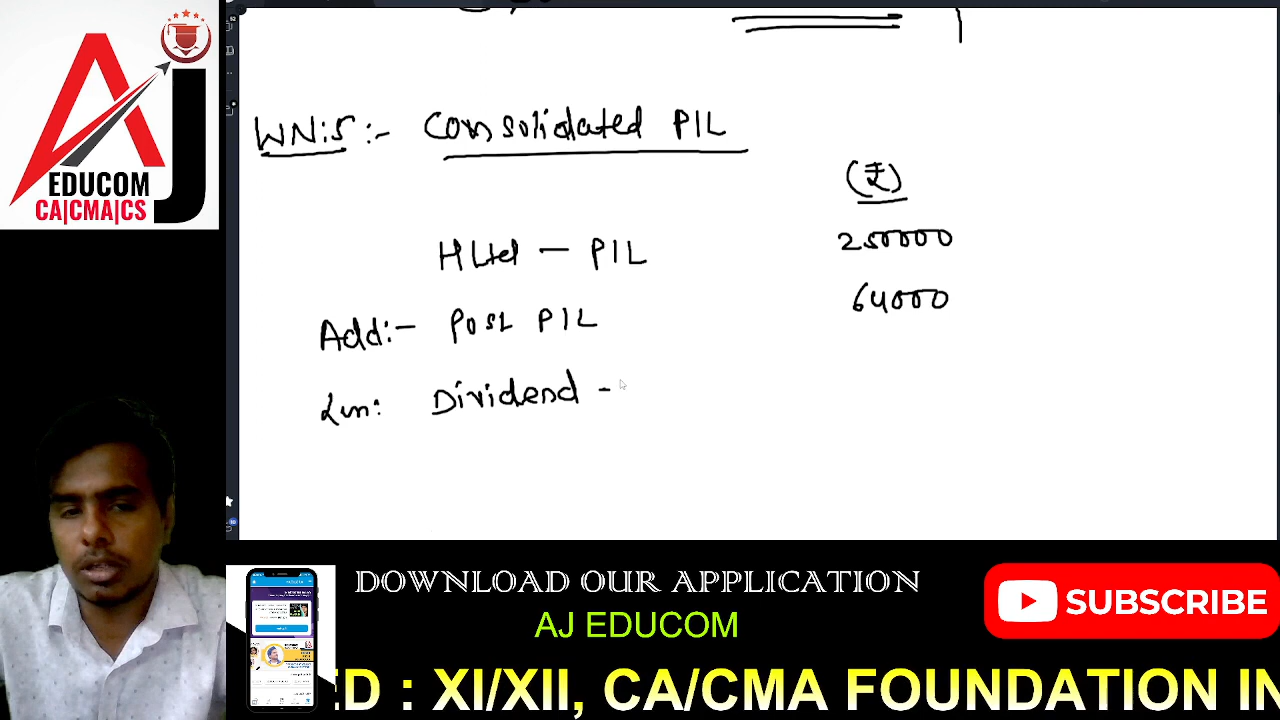 AJ
EDUCOM
CA|CMA|CS
WN:5:- Consolidated P/L
(₹)
H Ltd - P/L 250000
Add:- Post P/L 64000
Less: Dividend -
DOWNLOAD OUR APPLICATION
AJ EDUCOM
SUBSCRIBE
ED : XI/XII, CA/CMA FOUNDATION IN